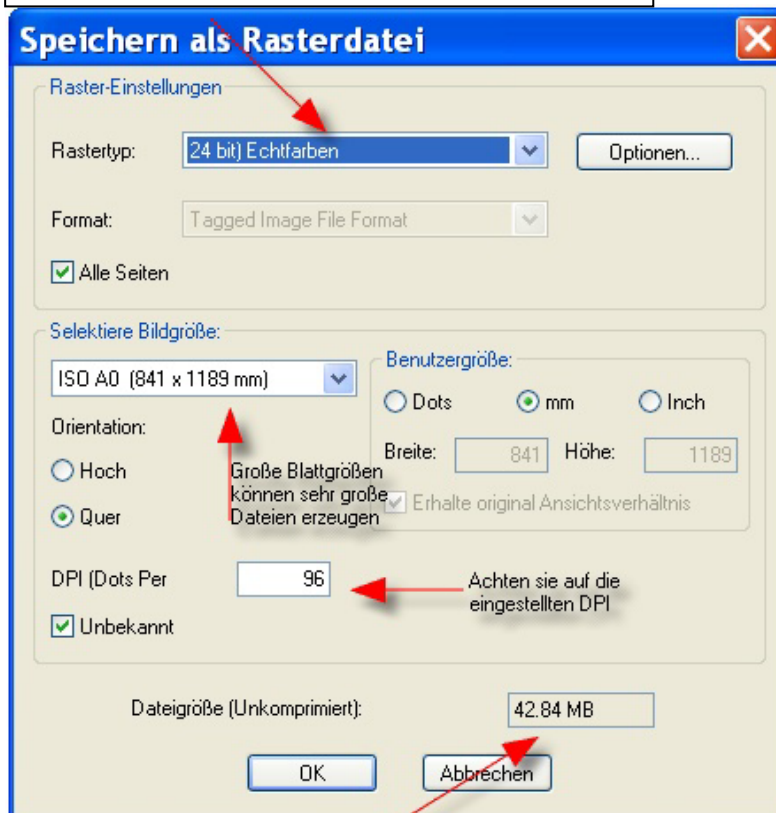 Speichern als Rasterdatei
Raster-Einstellungen
Rastertyp:
24 bit) Echtfarben
Optionen...
Format:
Tagged Image File Format
Alle Seiten
Selektiere Bildgröße:
ISO A0 (841 x 1189 mm)
Orientation:
Hoch
Quer
Große Blattgrößen
können sehr große
Dateien erzeugen
Benutzergröße:
Dots
mm
Inch
Breite:
841
Höhe:
1189
Erhalte original Ansichtsverhältnis
DPI (Dots Per
96
Achten sie auf die
eingestellten DPI
Unbekannt
Dateigröße (Unkomprimiert):
42.84 MB
OK
Abbrechen